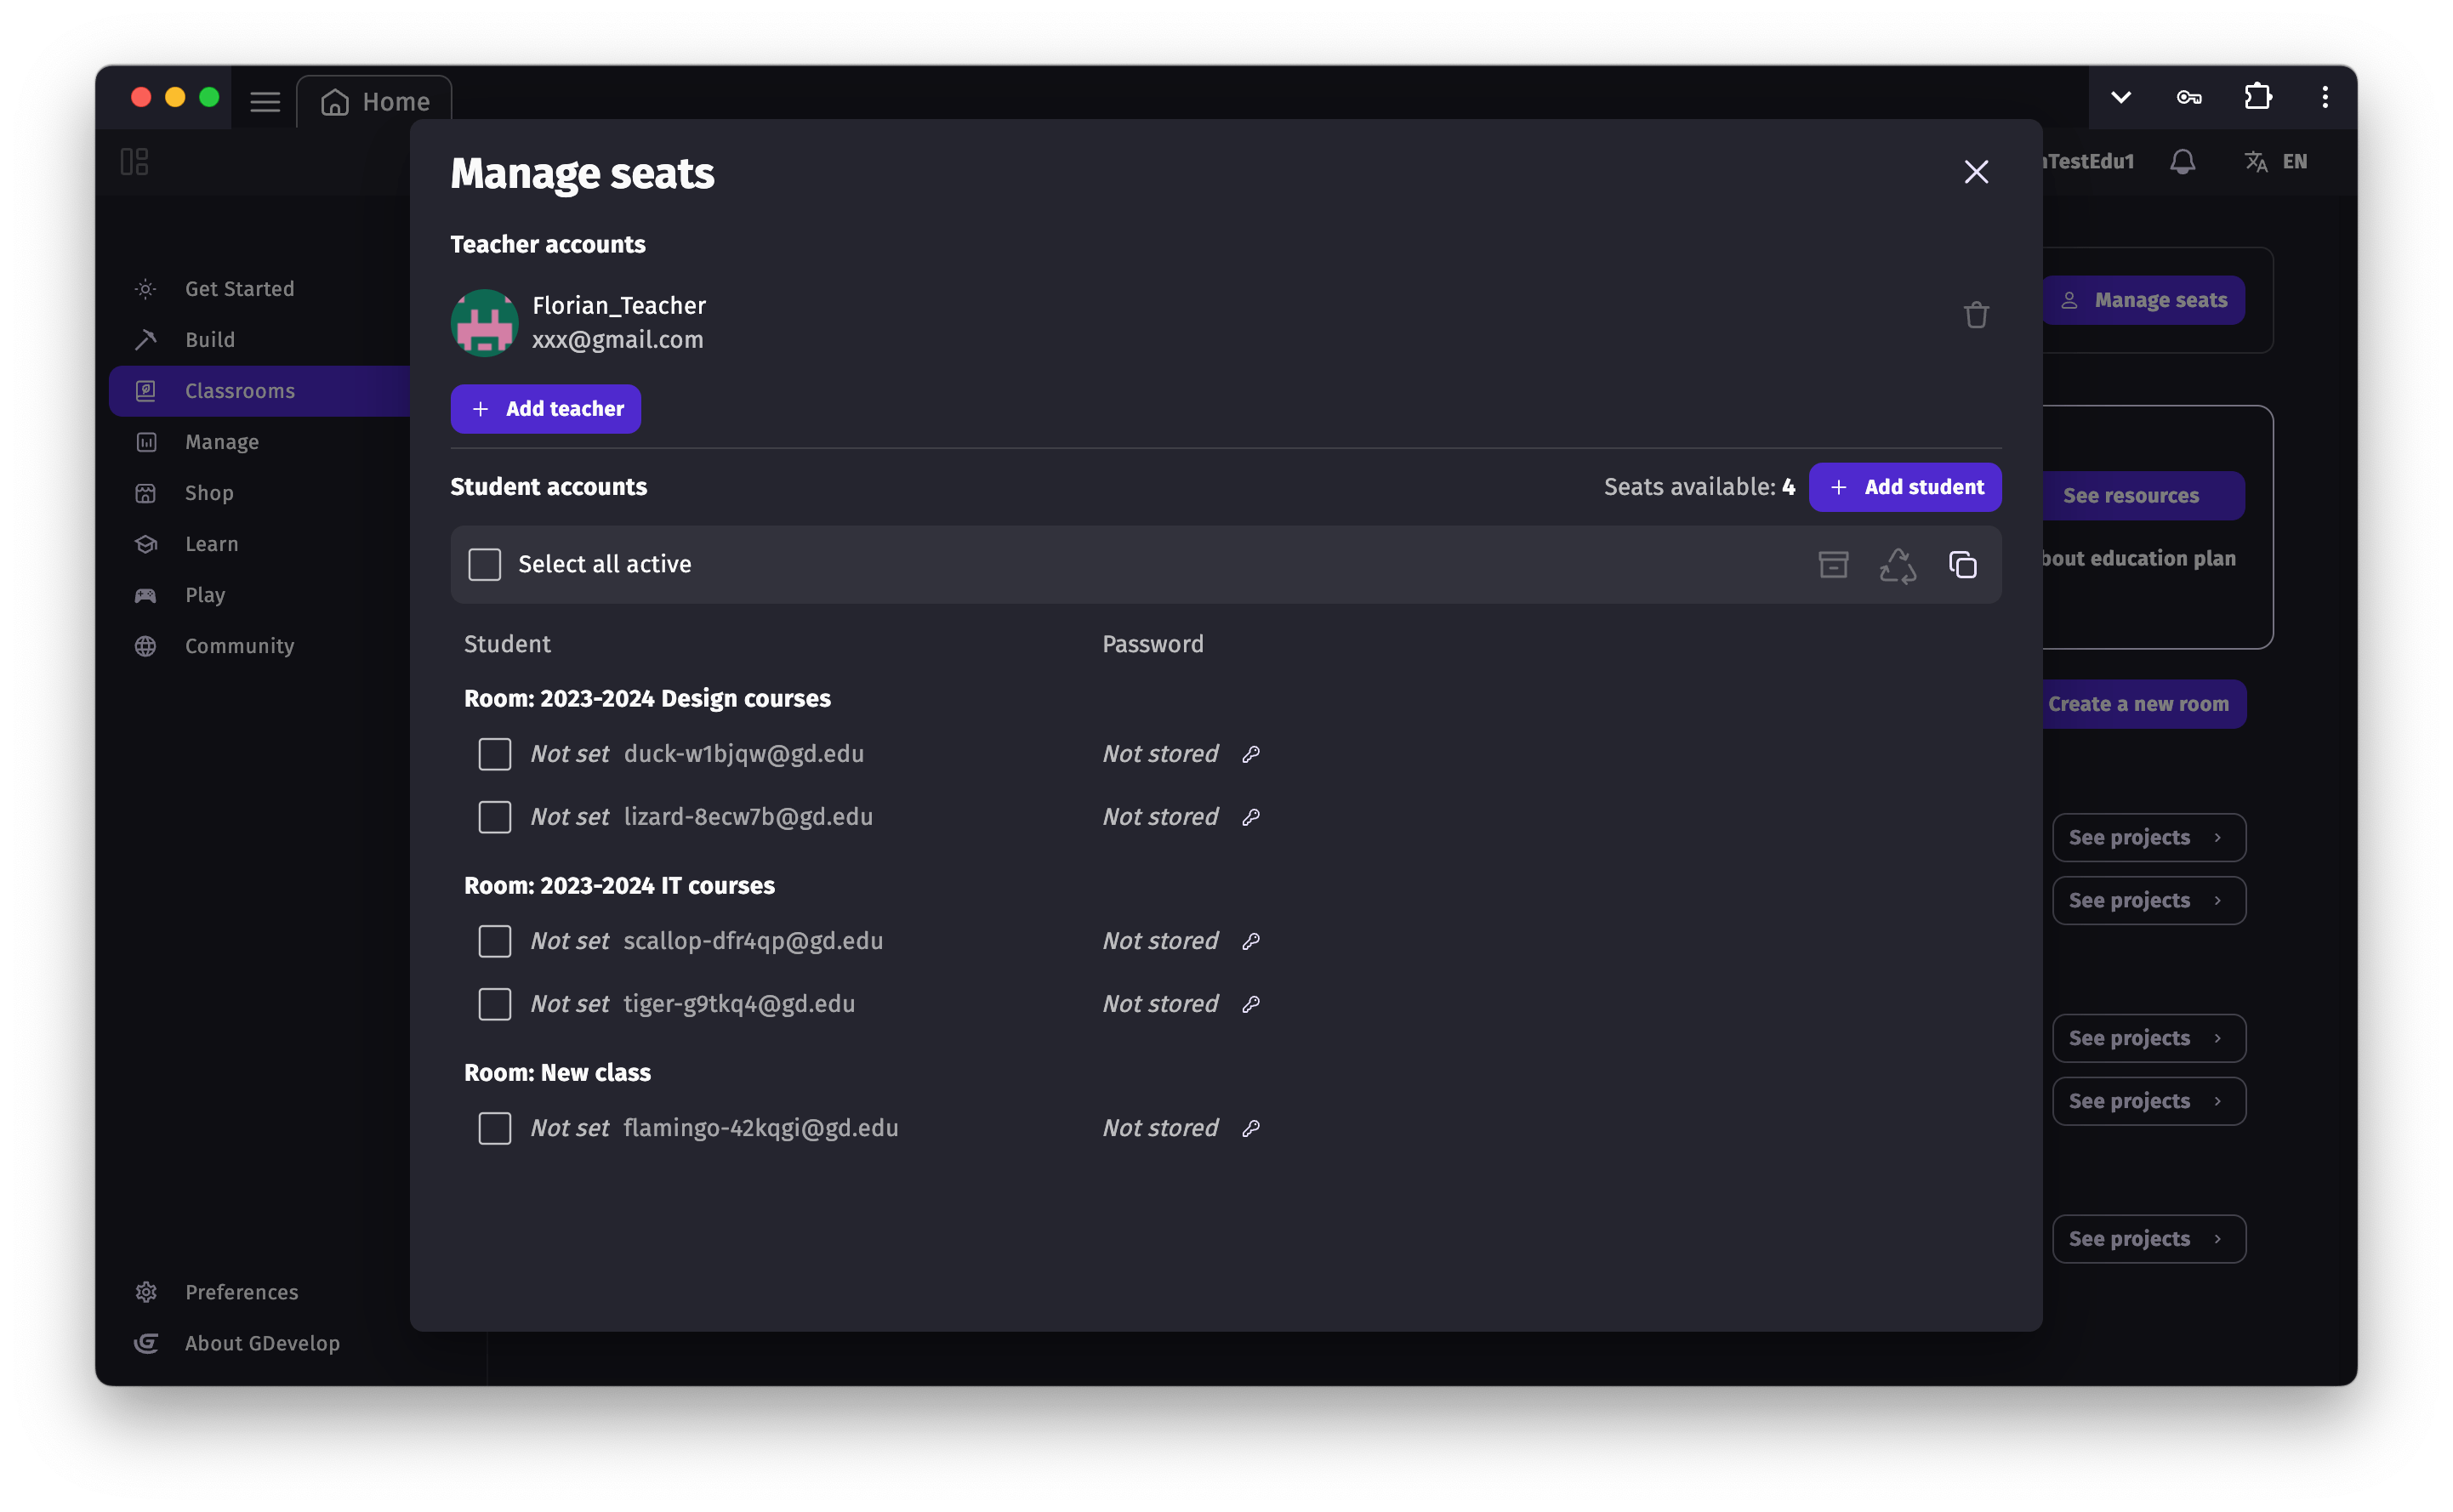 Home
nTestEdu1
EN
Get Started
Build
Classrooms
Manage
Shop
Learn
Play
Community
Preferences
About GDevelop
Manage seats
Teacher accounts
Florian_Teacher
xxx@gmail.com
+ Add teacher
Student accounts
Seats available: 4
+ Add student
Select all active
Student Password
Room: 2023-2024 Design courses
Not set duck-w1bjqw@gd.edu Not stored
Not set lizard-8ecw7b@gd.edu Not stored
Room: 2023-2024 IT courses
Not set scallop-dfr4qp@gd.edu Not stored
Not set tiger-g9tkq4@gd.edu Not stored
Room: New class
Not set flamingo-42kqgi@gd.edu Not stored
Manage seats
See resources
bout education plan
Create a new room
See projects
See projects
See projects
See projects
See projects